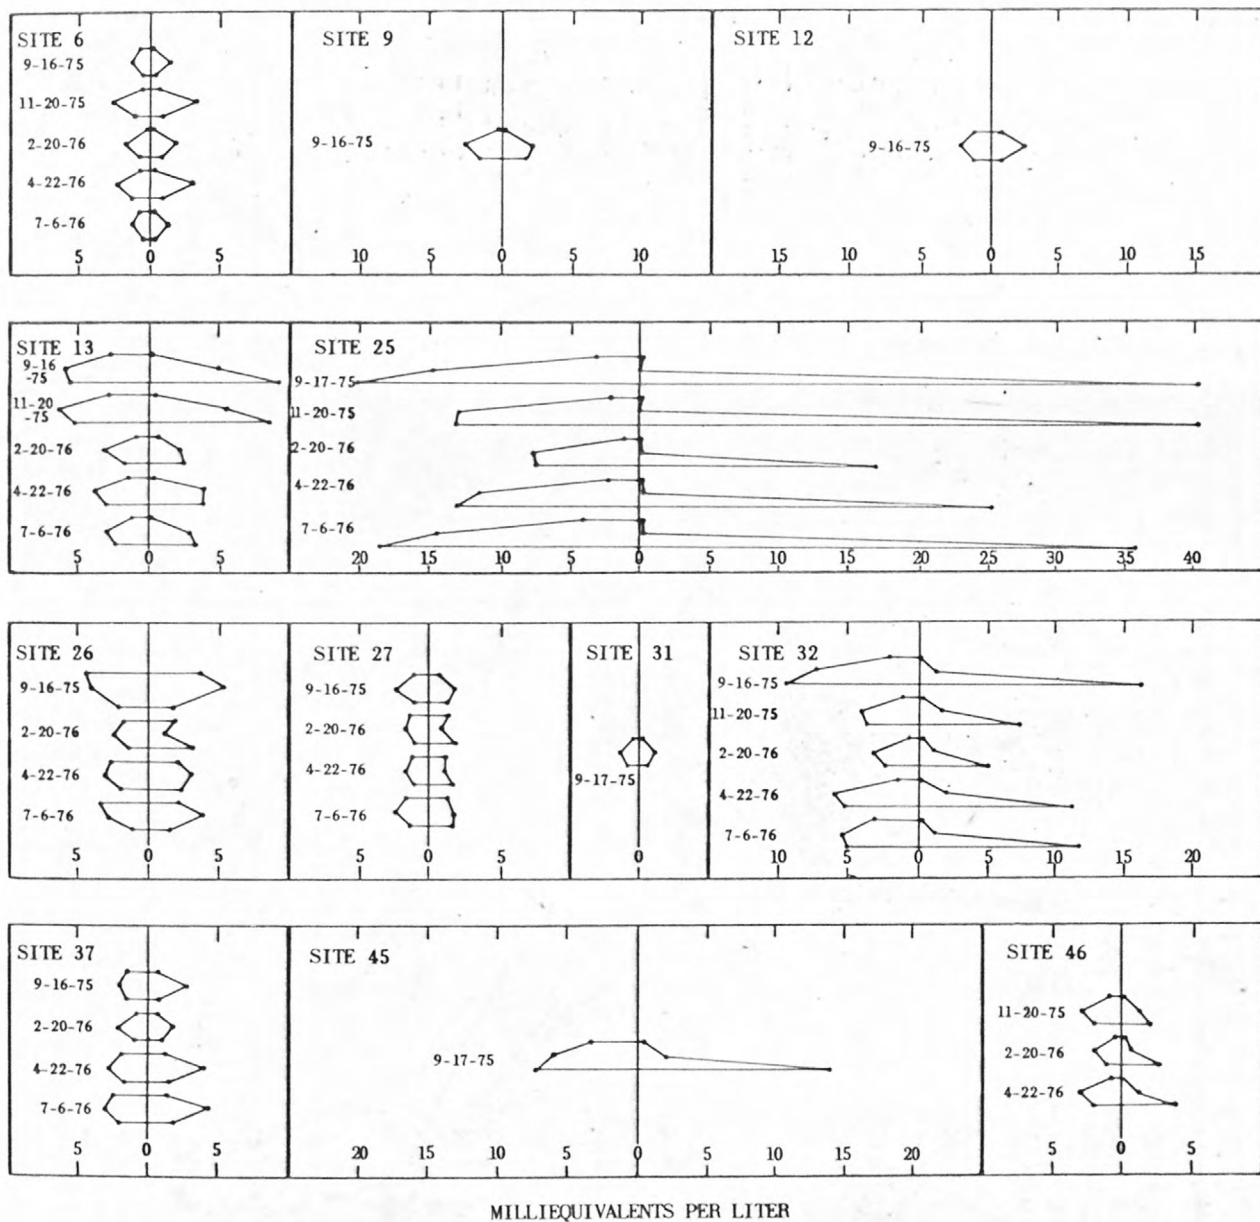 SITE 6
9-16-75
11-20-75
2-20-76
4-22-76
7-6-76
5 0 5
SITE 9
9-16-75
10 5 0 5 10
SITE 12
9-16-75
15 10 5 0 5 10 15
SITE 13
9-16
-75
11-20
-75
2-20-76
4-22-76
7-6-76
5 0 5
SITE 25
9-17-75
11-20-75
2-20-76
4-22-76
7-6-76
20 15 10 5 0 5 10 15 20 25 30 35 40
SITE 26
9-16-75
2-20-76
4-22-76
7-6-76
5 0 5
SITE 27
9-16-75
2-20-76
4-22-76
7-6-76
5 0 5
SITE 31
9-17-75
0
SITE 32
9-16-75
11-20-75
2-20-76
4-22-76
7-6-76
10 5 0 5 10 15 20
SITE 37
9-16-75
2-20-76
4-22-76
7-6-76
5 0 5
SITE 45
9-17-75
20 15 10 5 0 5 10 15 20
SITE 46
11-20-75
2-20-76
4-22-76
0 5
MILLIEQUIVALENTS PER LITER